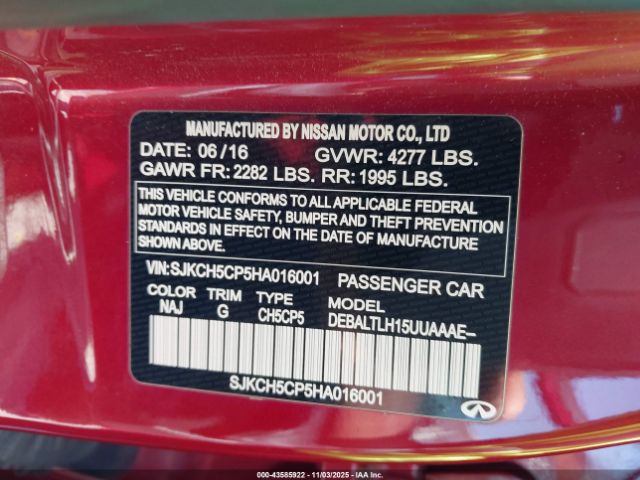 MANUFACTURED BY NISSAN MOTOR CO., LTD
DATE: 06/16 GVWR: 4277 LBS.
GAWR FR: 2282 LBS. RR: 1995 LBS.
THIS VEHICLE CONFORMS TO ALL APPLICABLE FEDERAL
MOTOR VEHICLE SAFETY, BUMPER AND THEFT PREVENTION
STANDARDS IN EFFECT ON THE DATE OF MANUFACTURE
SHOWN ABOVE.
VIN:SJKCH5CP5HA016001 PASSENGER CAR
COLOR TRIM TYPE MODEL
NAJ G CH5CP5 DEBALTLH15UUAAAE-
SJKCH5CP5HA016001
000-43585922 - 11/03/2025 - IAA Inc.